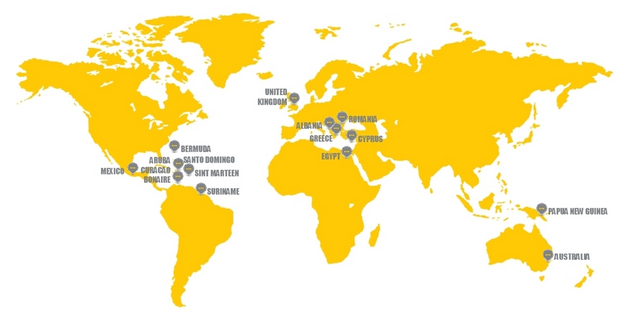 UNITED
KINGDOM
ROMANIA
ALBANIA
GREECE
CYPRUS
EGYPT
BERMUDA
ARUBA
SANTO DOMINGO
MEXICO
CURAÇAO
SINT MARTEEN
BONAIRE
SURINAME
PAPUA NEW GUINEA
AUSTRALIA